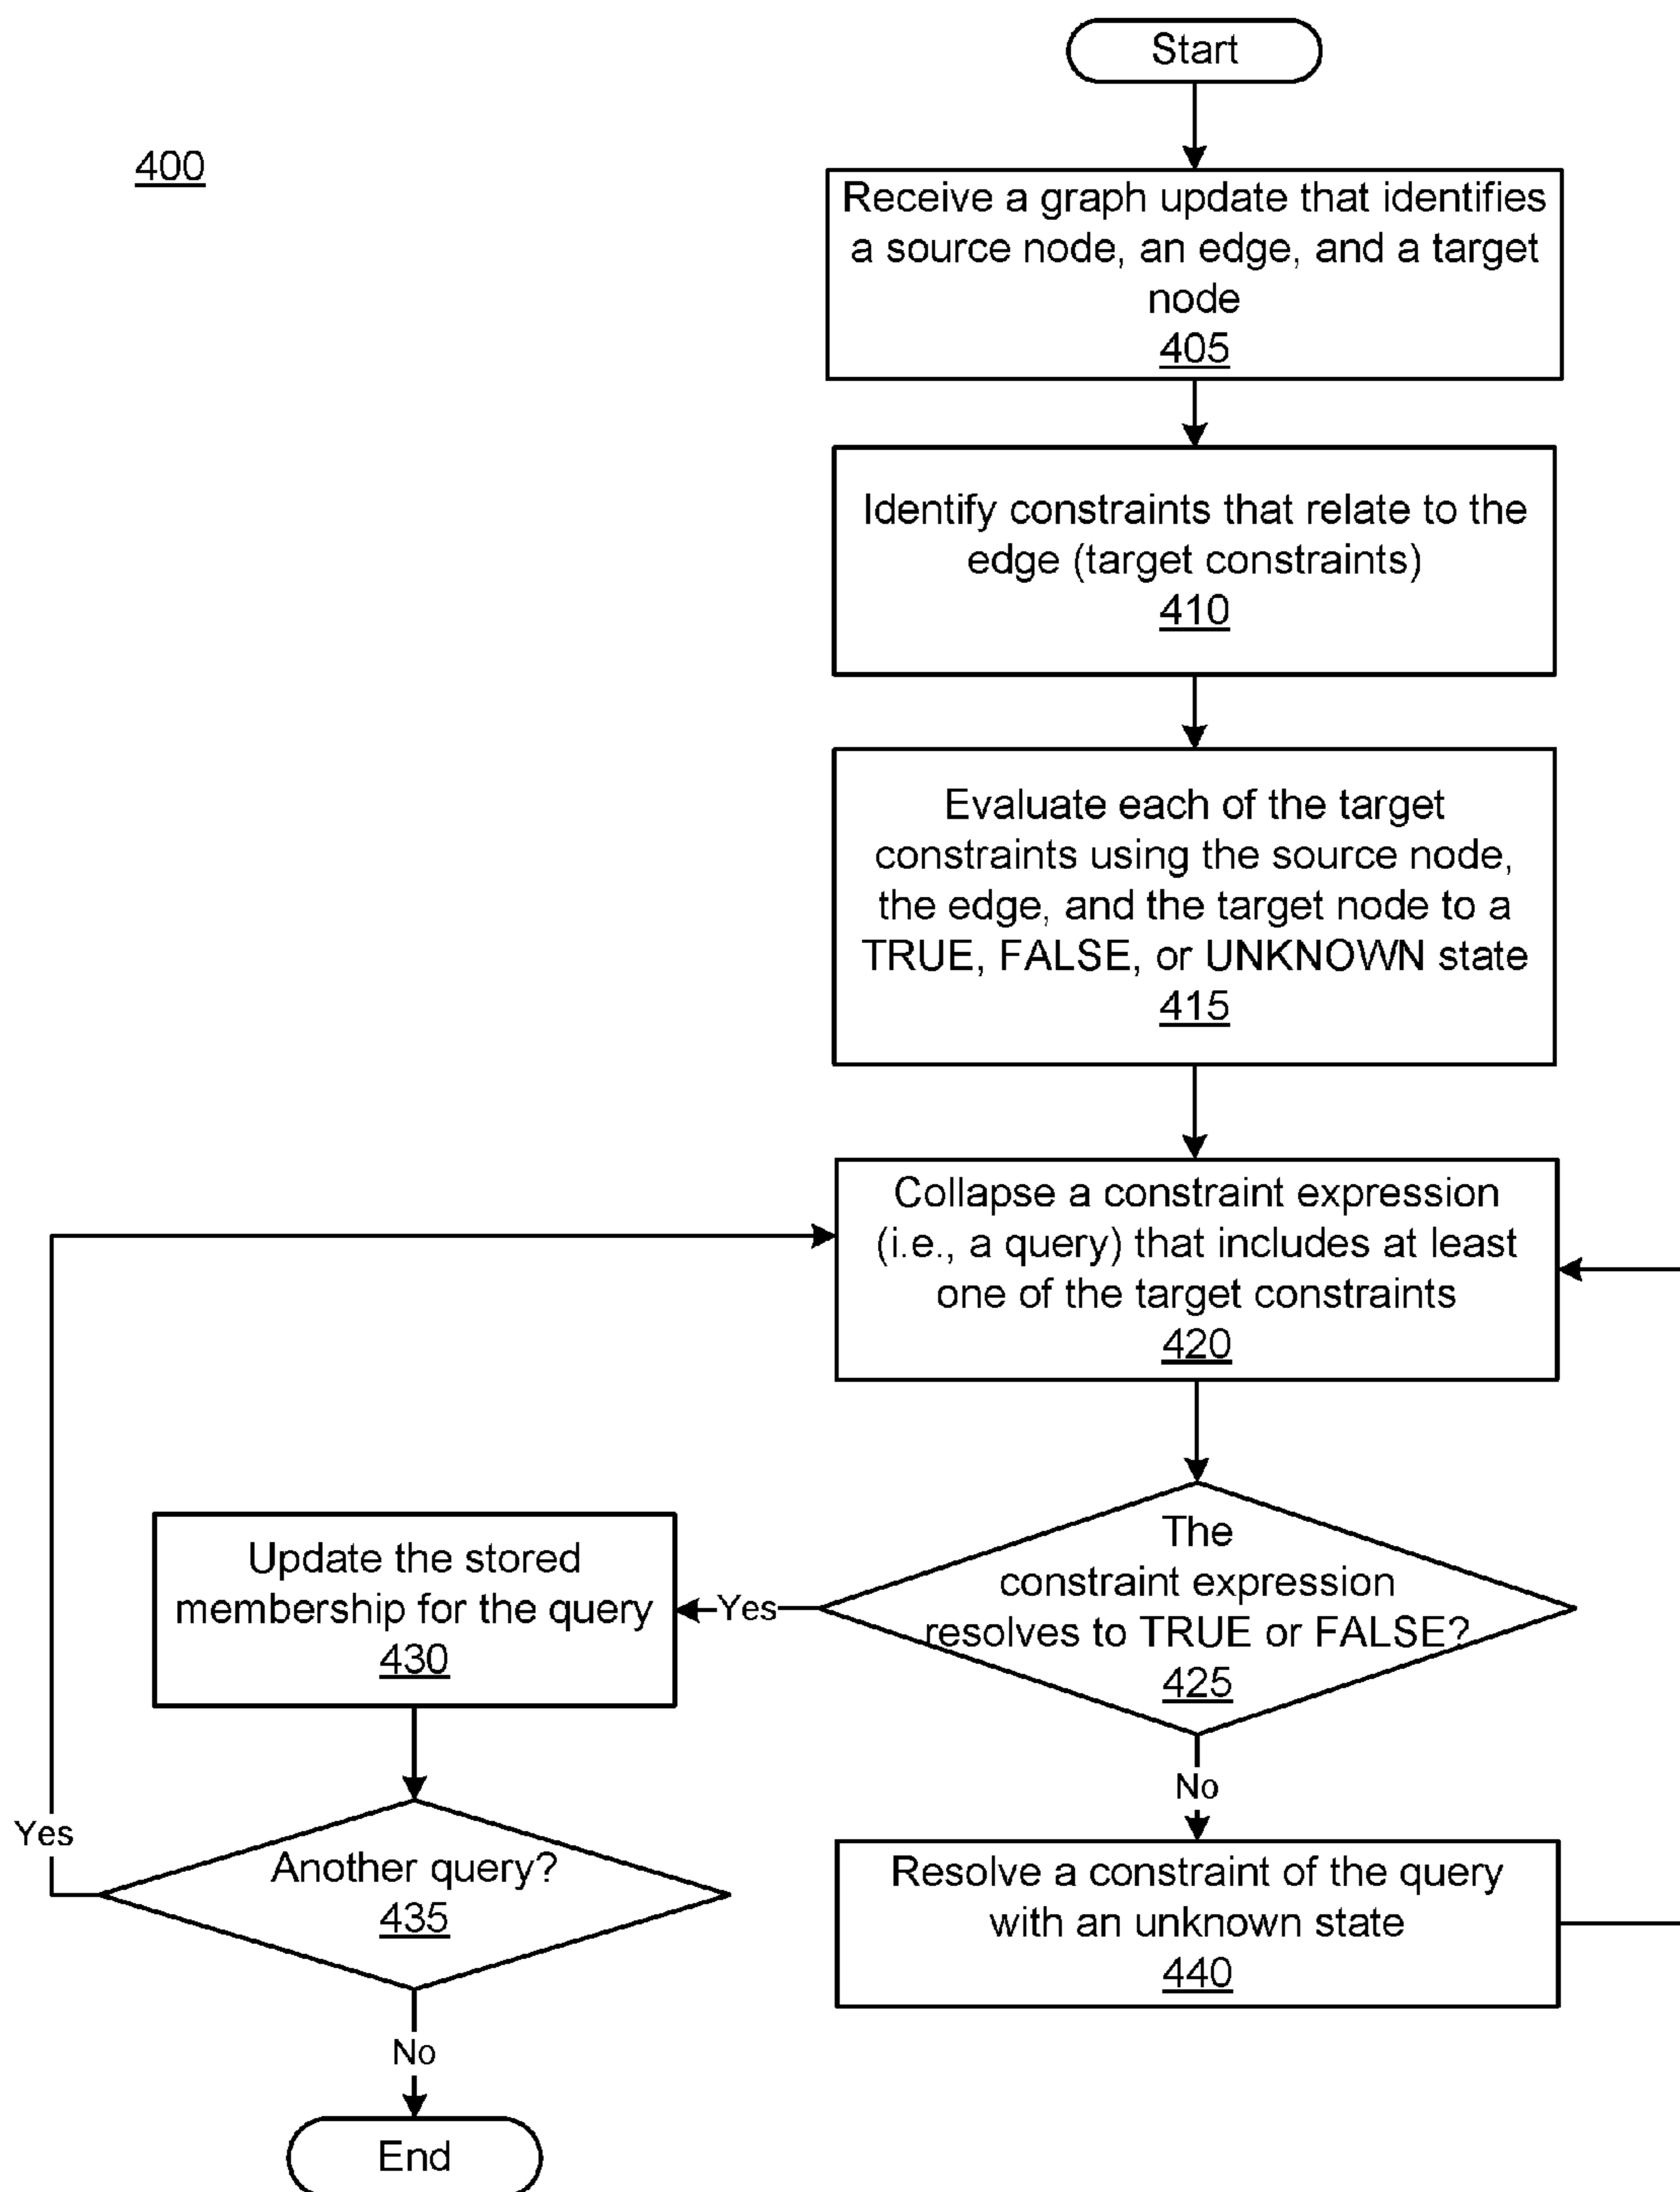 Start
400
Receive a graph update that identifies
a source node, an edge, and a target
node
405
Identify constraints that relate to the
edge (target constraints)
410
Evaluate each of the target
constraints using the source node,
the edge, and the target node to a
TRUE, FALSE, or UNKNOWN state
415
Collapse a constraint expression
(i.e., a query) that includes at least
one of the target constraints
420
The
constraint expression
resolves to TRUE or FALSE?
425
Yes
Update the stored
membership for the query
430
No
Yes
Another query?
435
Resolve a constraint of the query
with an unknown state
440
No
End